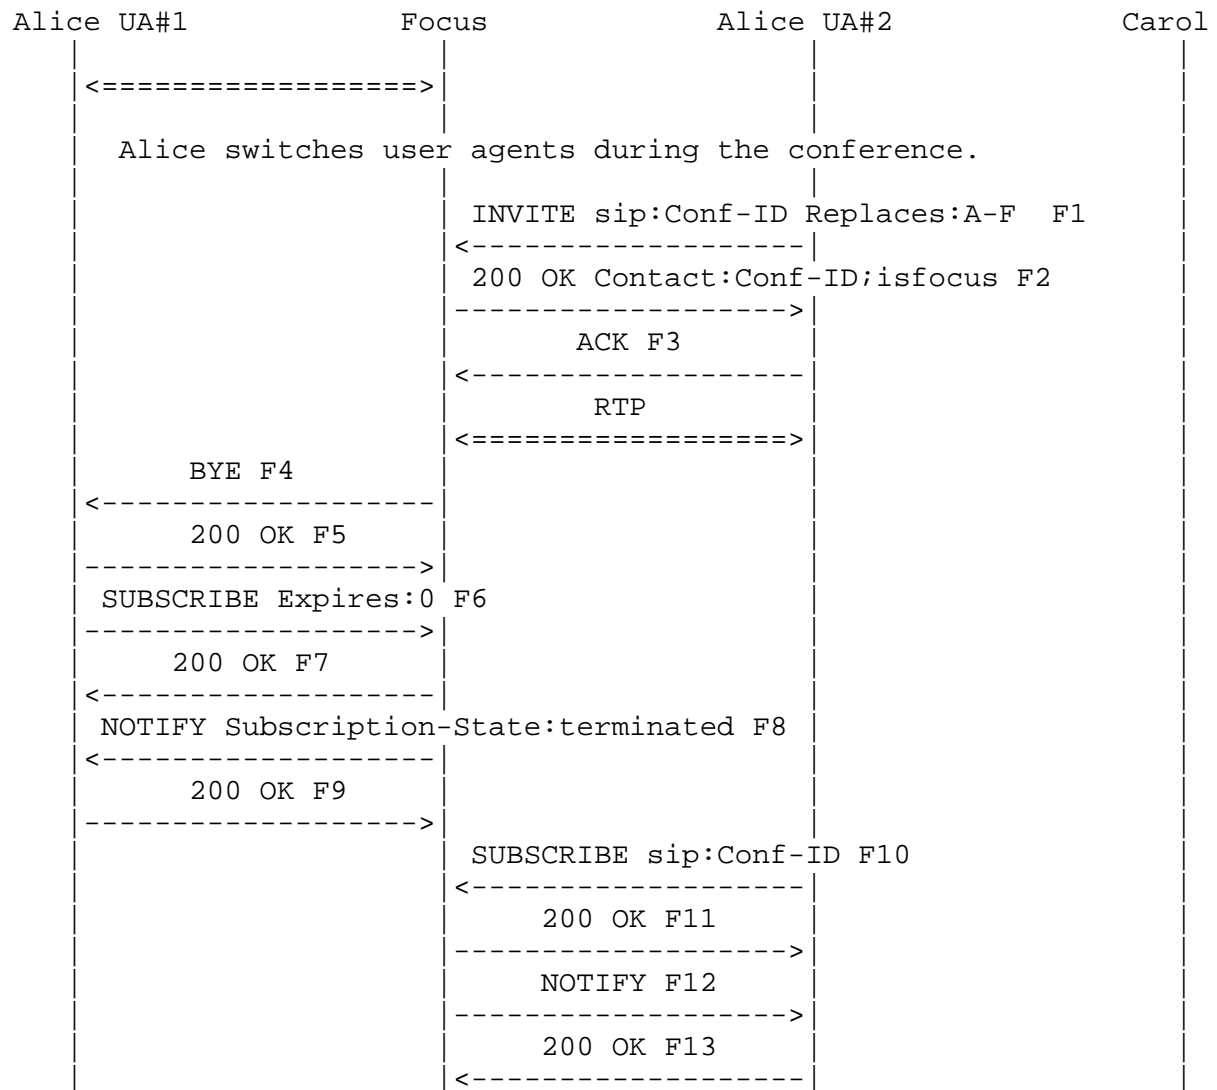 Alice UA#1 Focus Alice UA#2 Carol
Alice switches user agents during the conference.
INVITE sip:Conf-ID Replaces:A-F F1
200 OK Contact:Conf-ID;isfocus F2
ACK F3
RTP
BYE F4
200 OK F5
SUBSCRIBE Expires:0 F6
200 OK F7
NOTIFY Subscription-State:terminated F8
200 OK F9
SUBSCRIBE sip:Conf-ID F10
200 OK F11
NOTIFY F12
200 OK F13